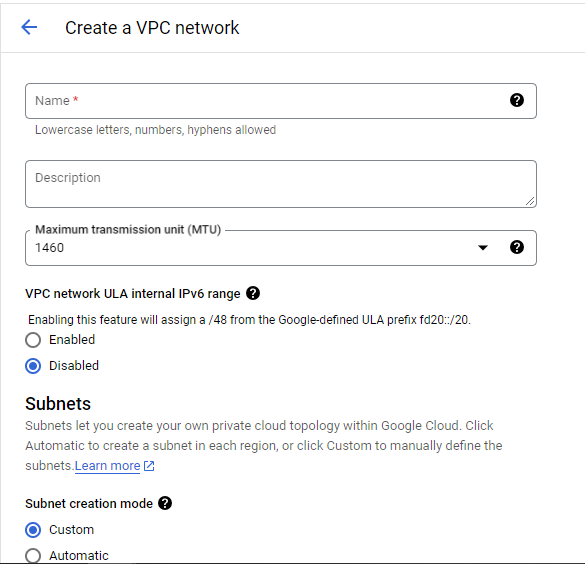 Create a VPC network
Name *
Lowercase letters, numbers, hyphens allowed
Description
Maximum transmission unit (MTU)
1460
VPC network ULA internal IPv6 range
Enabling this feature will assign a /48 from the Google-defined ULA prefix fd20::/20.
Enabled
Disabled
Subnets
Subnets let you create your own private cloud topology within Google Cloud. Click
Automatic to create a subnet in each region, or click Custom to manually define the
subnets.Learn more
Subnet creation mode
Custom
Automatic